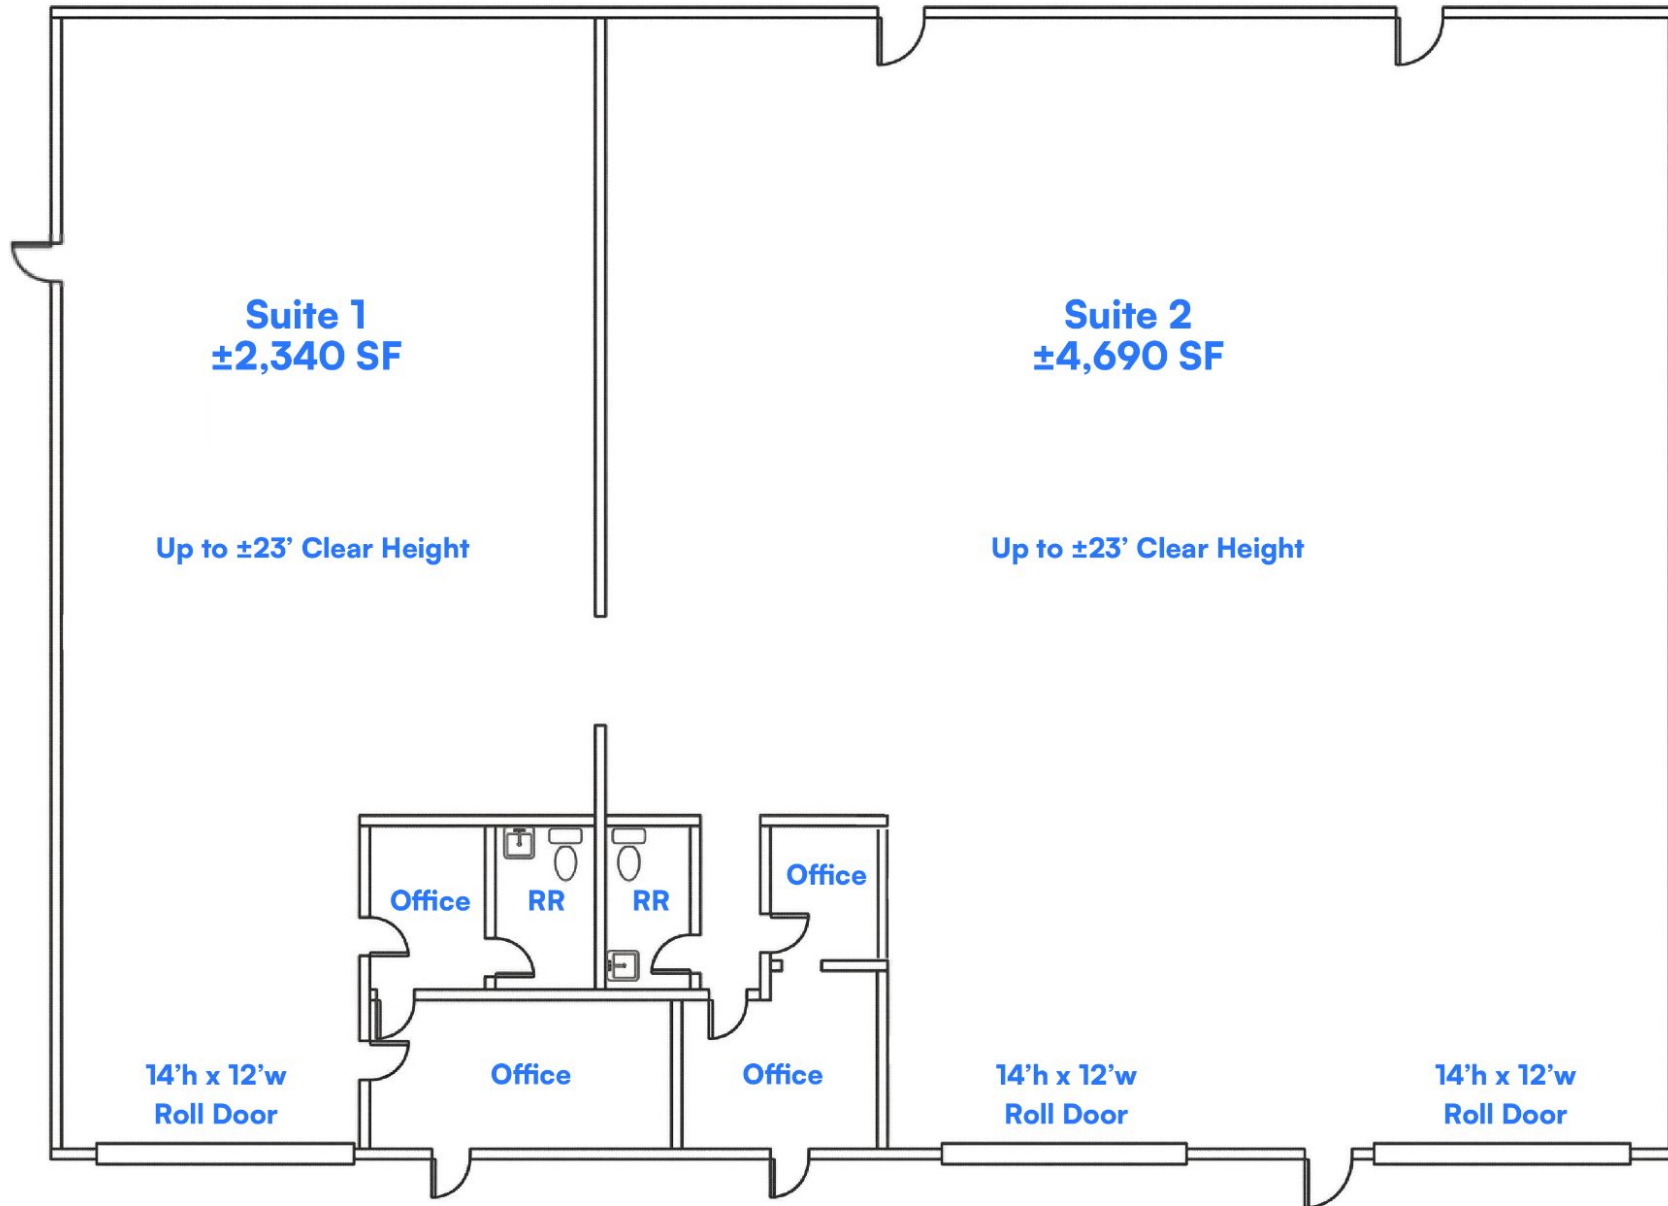 Suite 1
±2,340 SF
Suite 2
±4,690 SF
Up to ±23’ Clear Height
Up to ±23’ Clear Height
Office
RR
RR
Office
Office
Office
14’h x 12’w
Roll Door
14’h x 12’w
Roll Door
14’h x 12’w
Roll Door